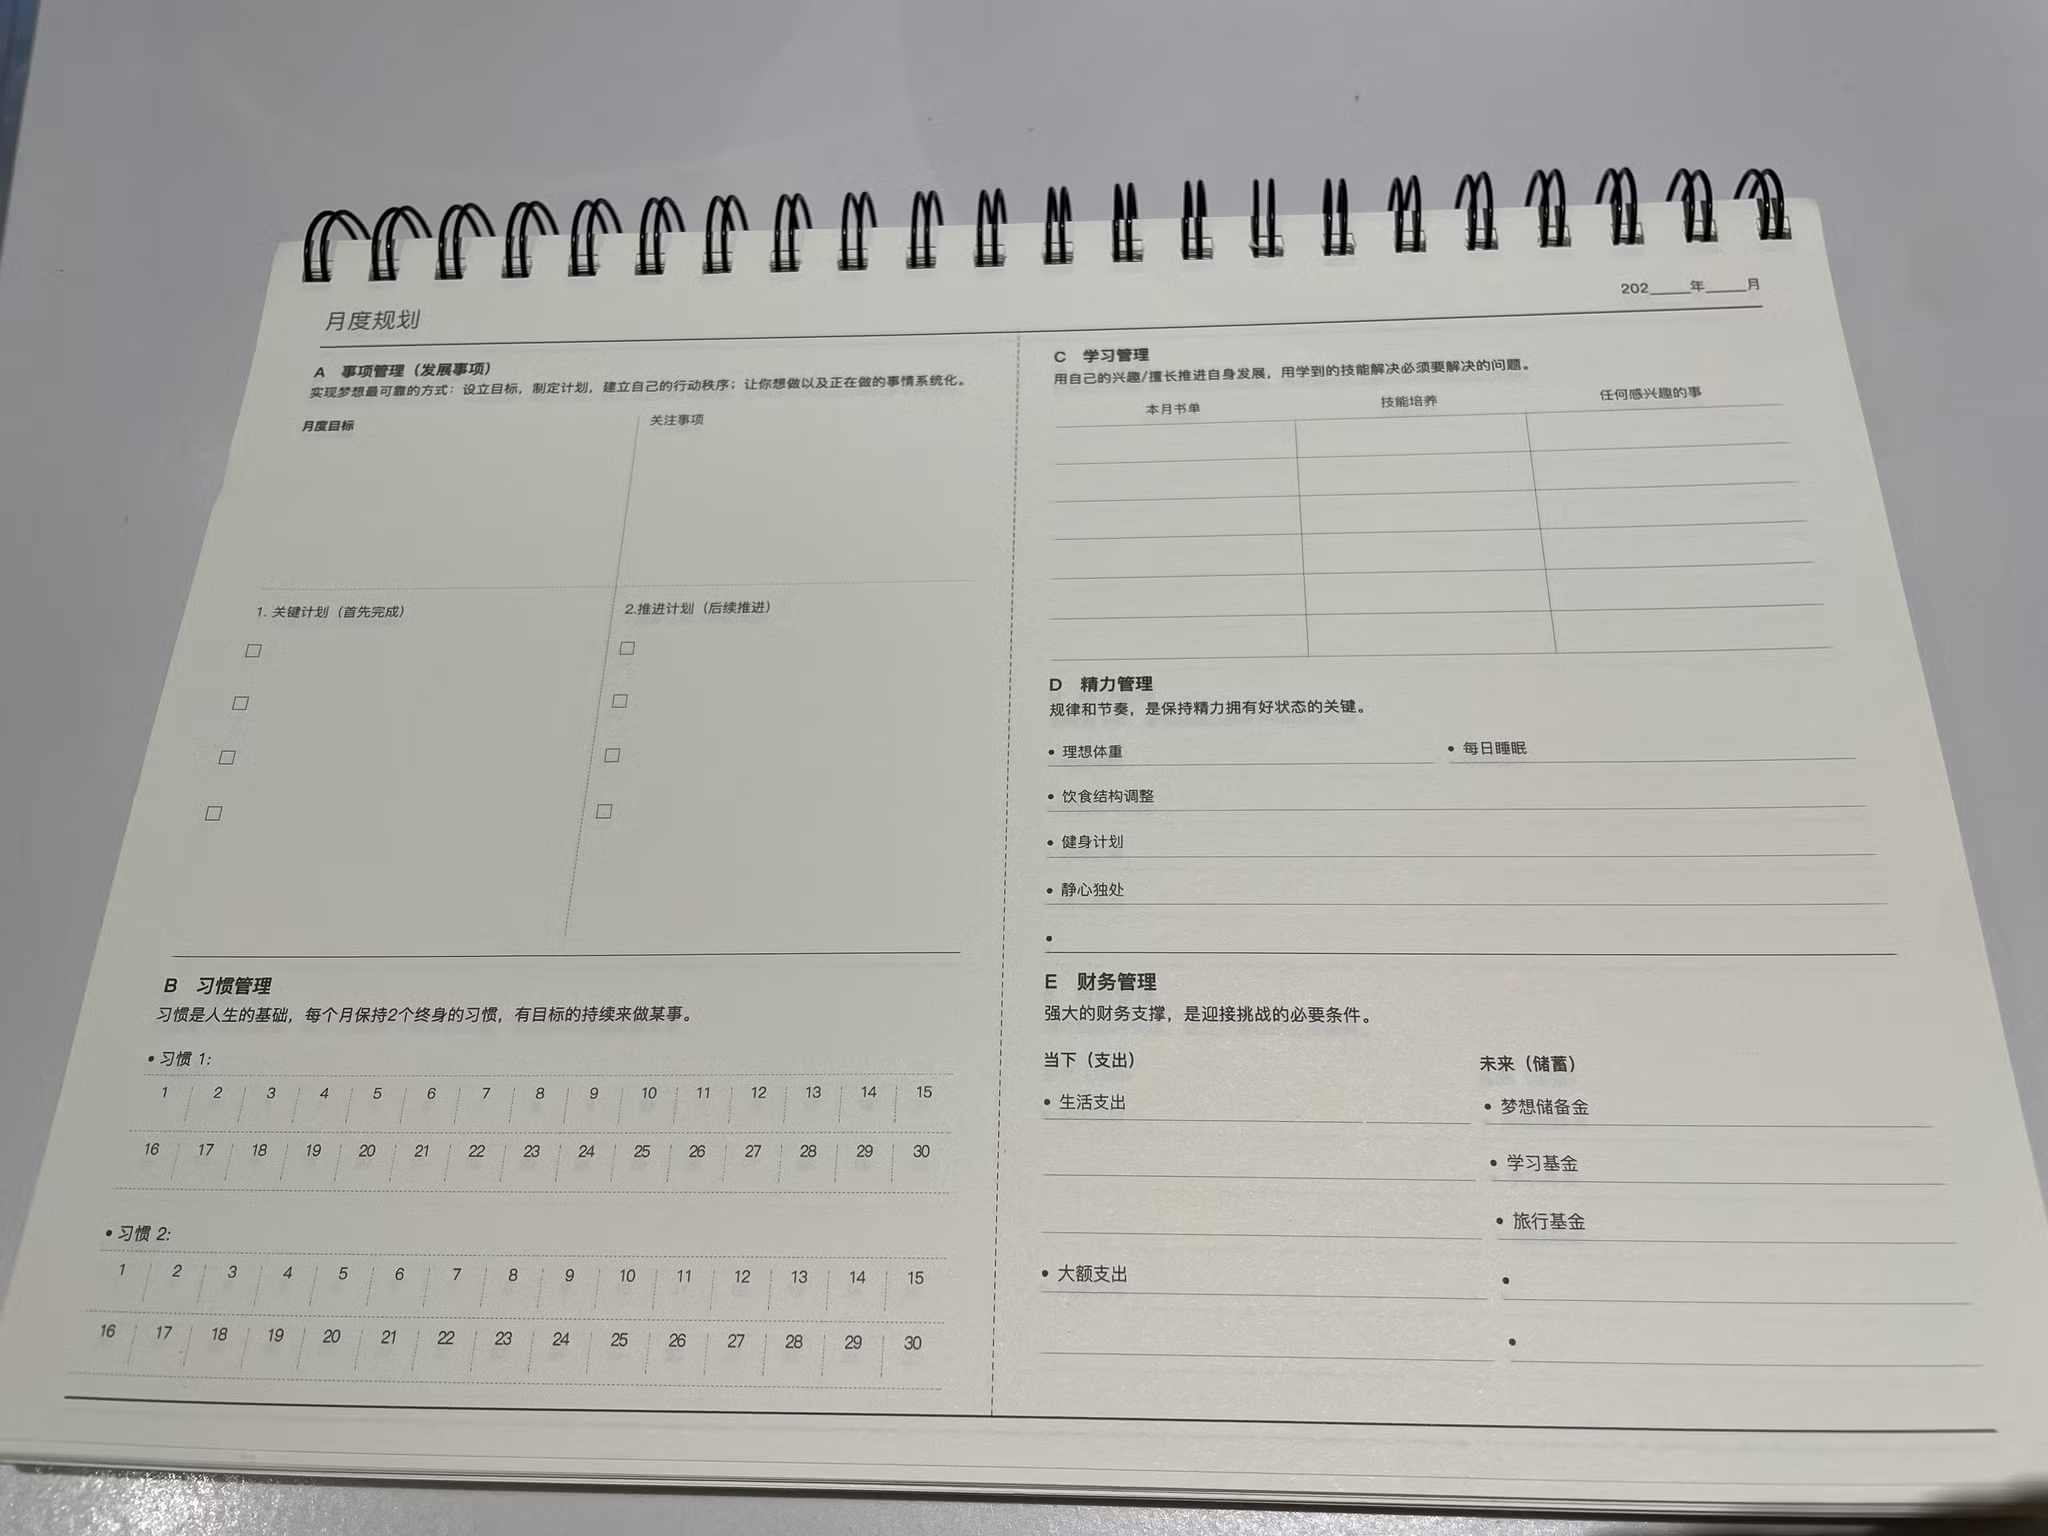 月度规划
202____年____月
A 事项管理（发展事项）
实现梦想最可靠的方式：设立目标，制定计划，建立自己的行动秩序；让你想做以及正在做的事情系统化。
月度目标
关注事项
1. 关键计划（首先完成）
2.推进计划（后续推进）
B 习惯管理
习惯是人生的基础，每个月保持2个终身的习惯，有目标的持续来做某事。
• 习惯 1:
1 2 3 4 5 6 7 8 9 10 11 12 13 14 15
16 17 18 19 20 21 22 23 24 25 26 27 28 29 30
• 习惯 2:
1 2 3 4 5 6 7 8 9 10 11 12 13 14 15
16 17 18 19 20 21 22 23 24 25 26 27 28 29 30
C 学习管理
用自己的兴趣/擅长推进自身发展，用学到的技能解决必须要解决的问题。
本月书单 技能培养 任何感兴趣的事
D 精力管理
规律和节奏，是保持精力拥有好状态的关键。
• 理想体重 • 每日睡眠
• 饮食结构调整
• 健身计划
• 静心独处
•
E 财务管理
强大的财务支撑，是迎接挑战的必要条件。
当下（支出）
• 生活支出
• 大额支出
未来（储蓄）
• 梦想储备金
• 学习基金
• 旅行基金
•
•